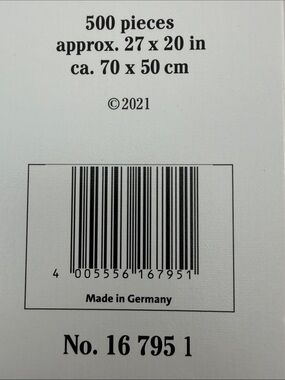 500 pieces
approx. 27 x 20 in
ca. 70 x 50 cm
©2021
4 005556 167951
Made in Germany
No. 16 795 1